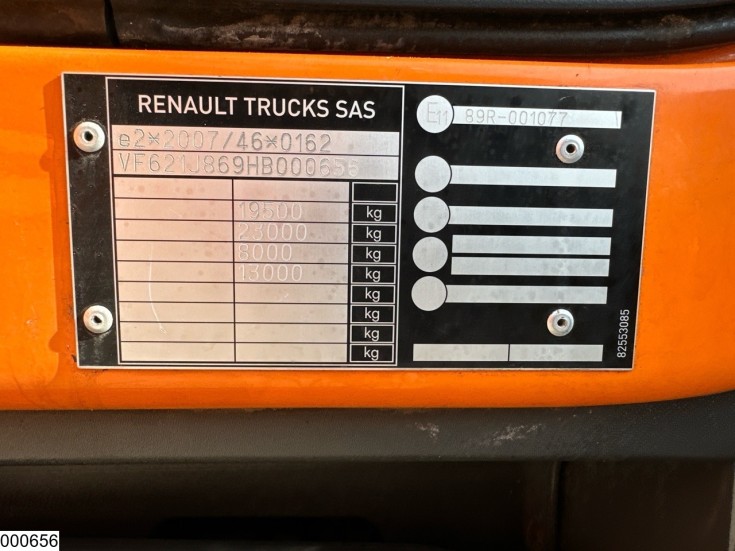 RENAULT TRUCKS SAS
e2*2007/46*0162
VF621J869HB000656
19500 kg
23000 kg
8000 kg
13000 kg
kg
kg
kg
kg
E11 89R-001077
82553085
000656